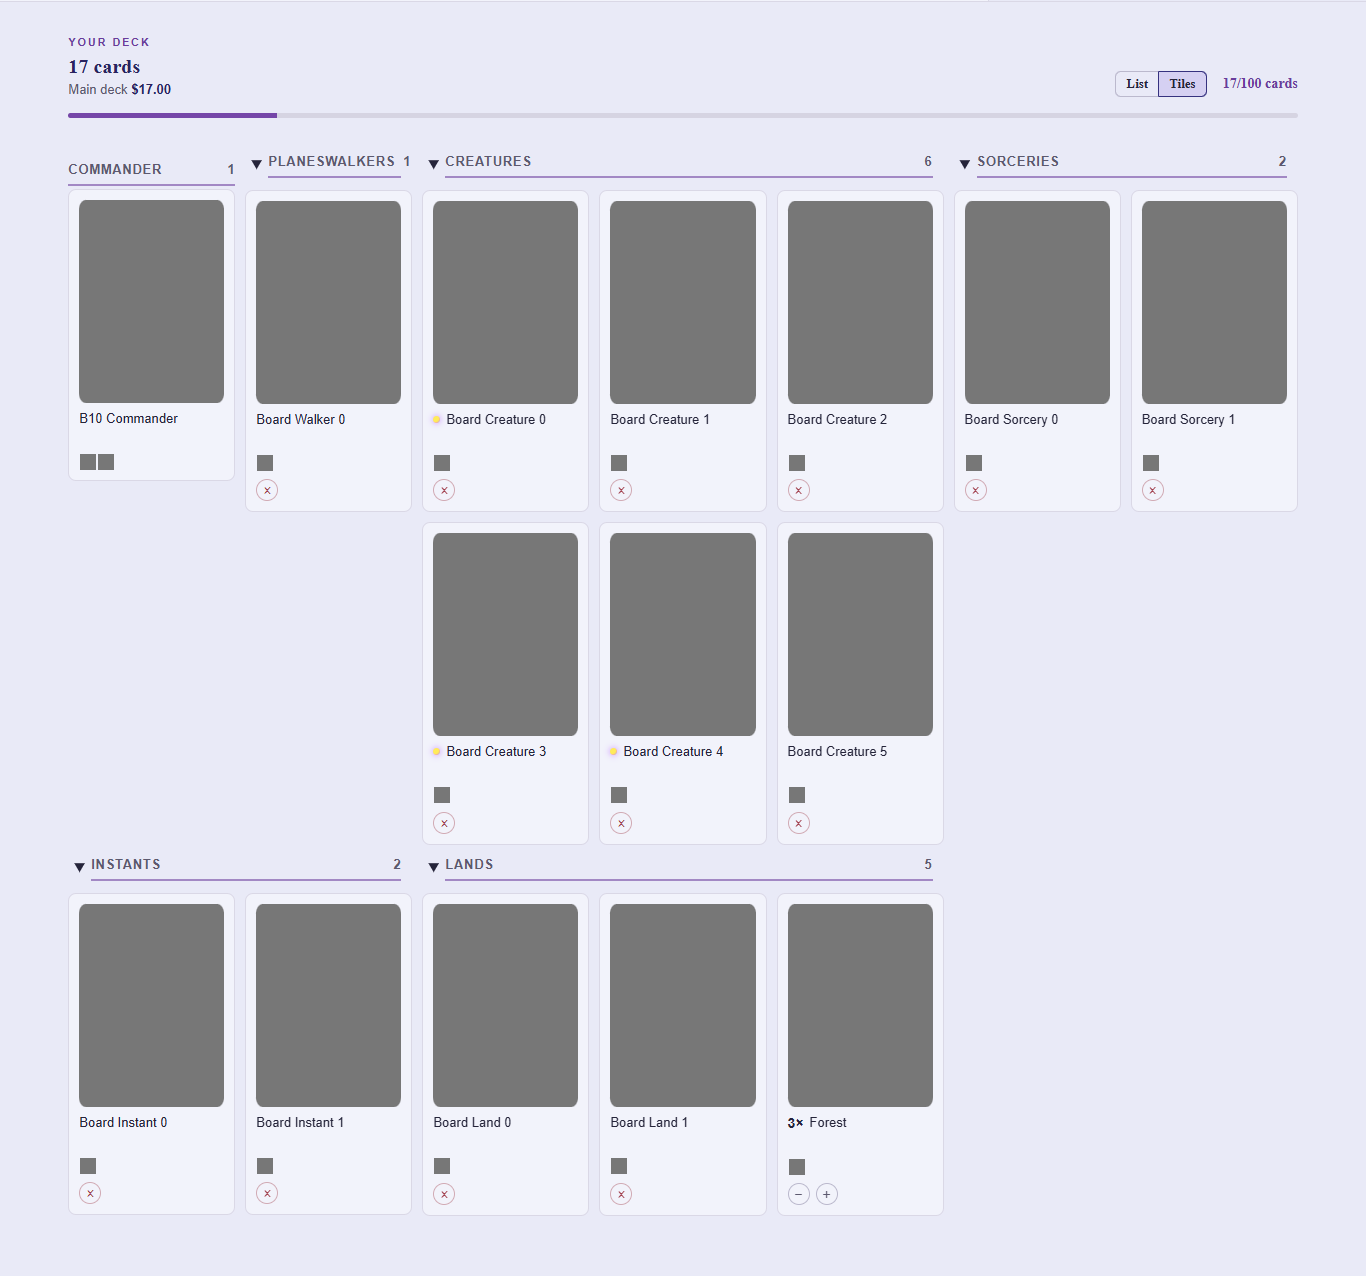 YOUR DECK
17 cards
Main deck $17.00
List Tiles 17/100 cards
COMMANDER 1
PLANESWALKERS 1
CREATURES 6
SORCERIES 2
B10 Commander
Board Walker 0
Board Creature 0
Board Creature 1
Board Creature 2
Board Sorcery 0
Board Sorcery 1
Board Creature 3
Board Creature 4
Board Creature 5
INSTANTS 2
LANDS 5
Board Instant 0
Board Instant 1
Board Land 0
Board Land 1
3× Forest